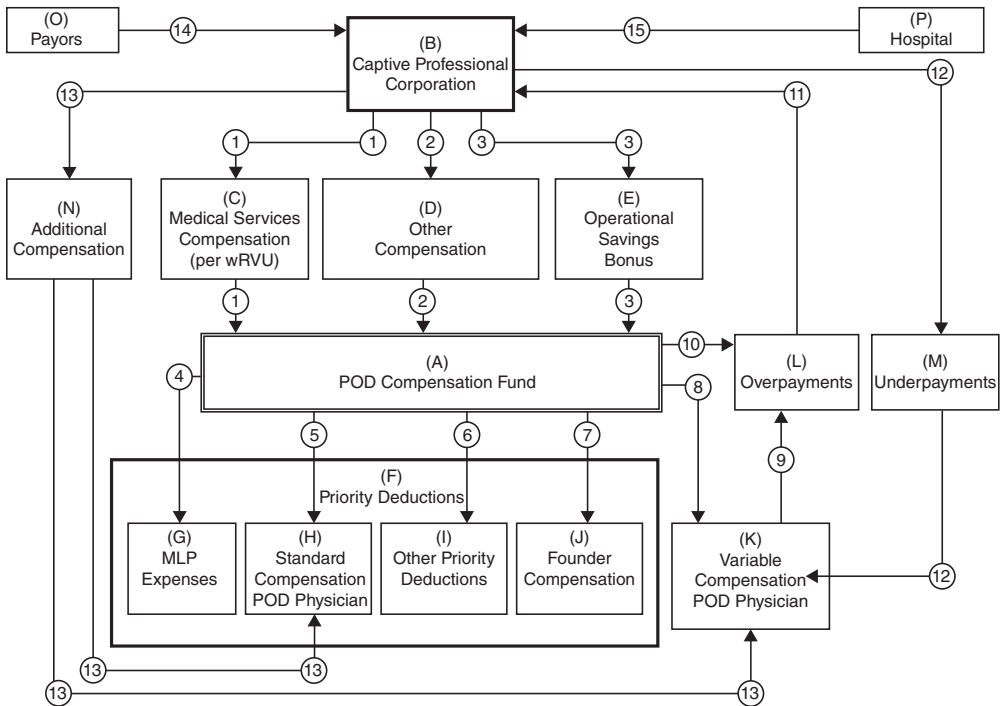 (O)
Payors
14
(B)
Captive Professional
Corporation
15
(P)
Hospital
13
12
11
1
1
2
3
3
(N)
Additional
Compensation
(C)
Medical Services
Compensation
(per wRVU)
(D)
Other
Compensation
(E)
Operational
Savings
Bonus
1
2
3
(A)
POD Compensation Fund
10
(L)
Overpayments
(M)
Underpayments
4
8
5
6
7
9
(F)
Priority Deductions
(G)
MLP
Expenses
(H)
Standard
Compensation
POD Physician
(I)
Other Priority
Deductions
(J)
Founder
Compensation
(K)
Variable
Compensation
POD Physician
12
13
13
13
13